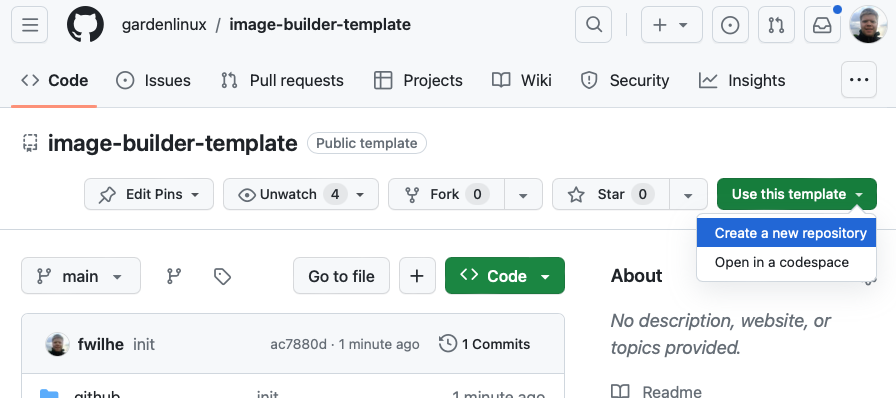 gardenlinux / image-builder-template
Code Issues Pull requests Projects Wiki Security Insights
image-builder-template Public template
Edit Pins Unwatch 4 Fork 0 Star 0 Use this template
Create a new repository
Open in a codespace
main Go to file Code About
No description, website, or
topics provided.
fwilhe init ac7880d · 1 minute ago 1 Commits
.github init 1 minute ago
Readme